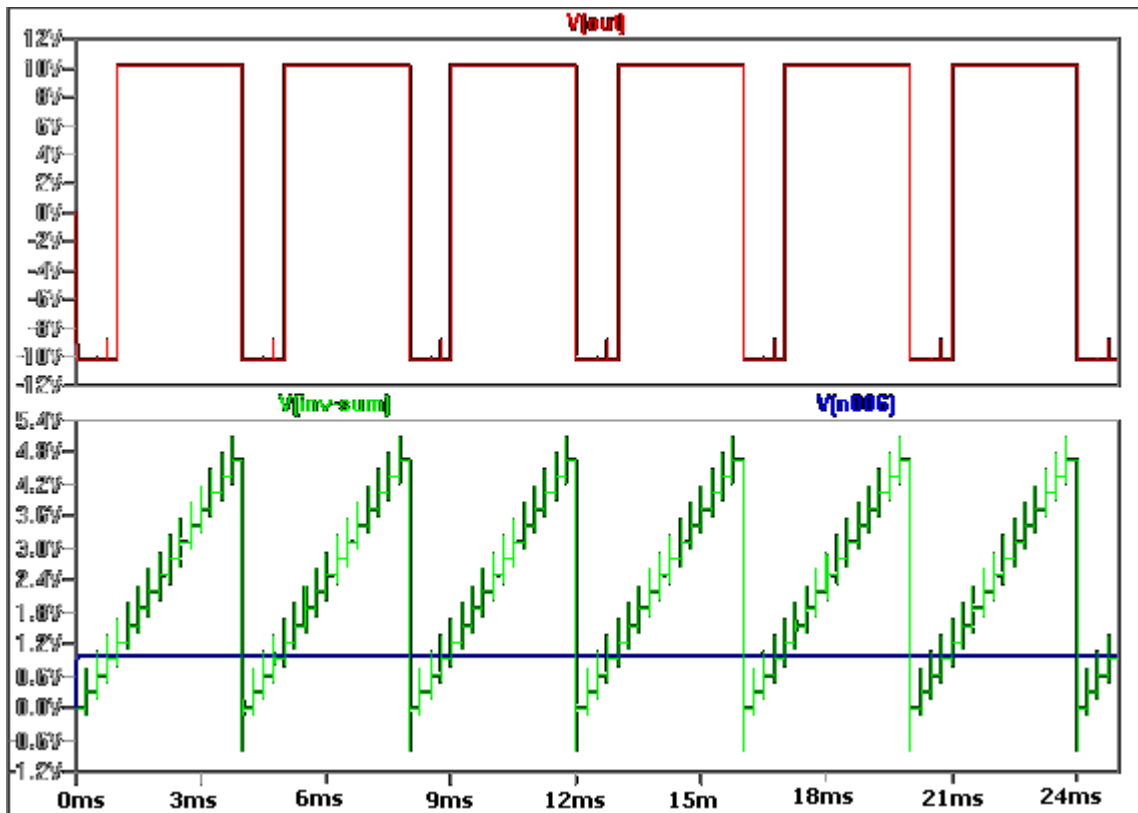 V(out)
12V
10V
8V
6V
4V
2V
0V
-2V
-4V
-6V
-8V
-10V
-12V
V(inv-sum) V(n006)
5.4V
4.8V
4.2V
3.6V
3.0V
2.4V
1.8V
1.2V
0.6V
0.0V
-0.6V
-1.2V
0ms 3ms 6ms 9ms 12ms 15m 18ms 21ms 24ms